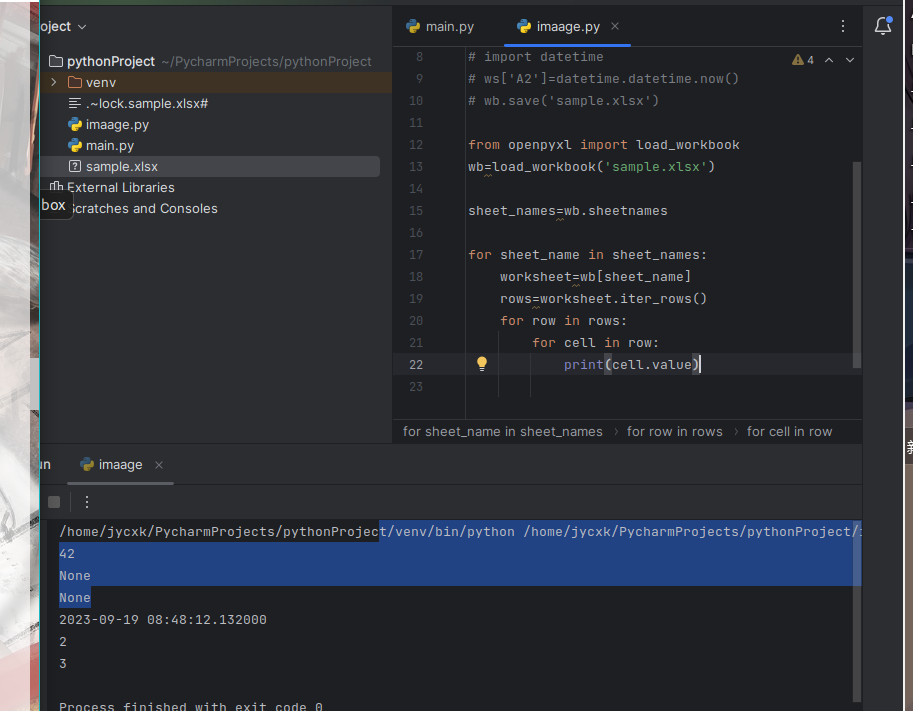 oject
main.py
imaage.py
pythonProject ~/PycharmProjects/pythonProject
venv
.~lock.sample.xlsx#
imaage.py
main.py
sample.xlsx
External Libraries
box
Scratches and Consoles
4
8 # import datetime
9 # ws['A2']=datetime.datetime.now()
10 # wb.save('sample.xlsx')
11
12 from openpyxl import load_workbook
13 wb=load_workbook('sample.xlsx')
14
15 sheet_names=wb.sheetnames
16
17 for sheet_name in sheet_names:
18 worksheet=wb[sheet_name]
19 rows=worksheet.iter_rows()
20 for row in rows:
21 for cell in row:
22 print(cell.value)
23
for sheet_name in sheet_names › for row in rows › for cell in row
un
imaage
/home/jycxk/PycharmProjects/pythonProject/venv/bin/python /home/jycxk/PycharmProjects/pythonProject/
42
None
None
2023-09-19 08:48:12.132000
2
3
Process finished with exit code 0